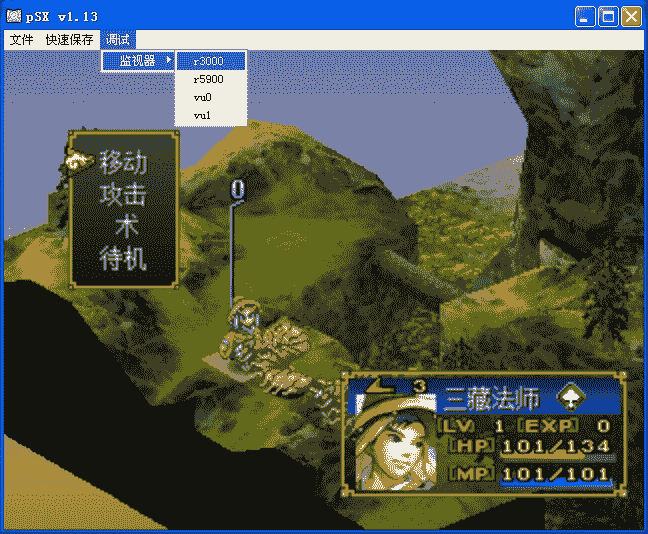 pSX v1.13
文件 快速保存 调试
监视器
r3000
r5900
vu0
vu1
移动
攻击
术
待机
0
3
三藏法师
LV 1 EXP 0
HP 101/134
MP 101/101